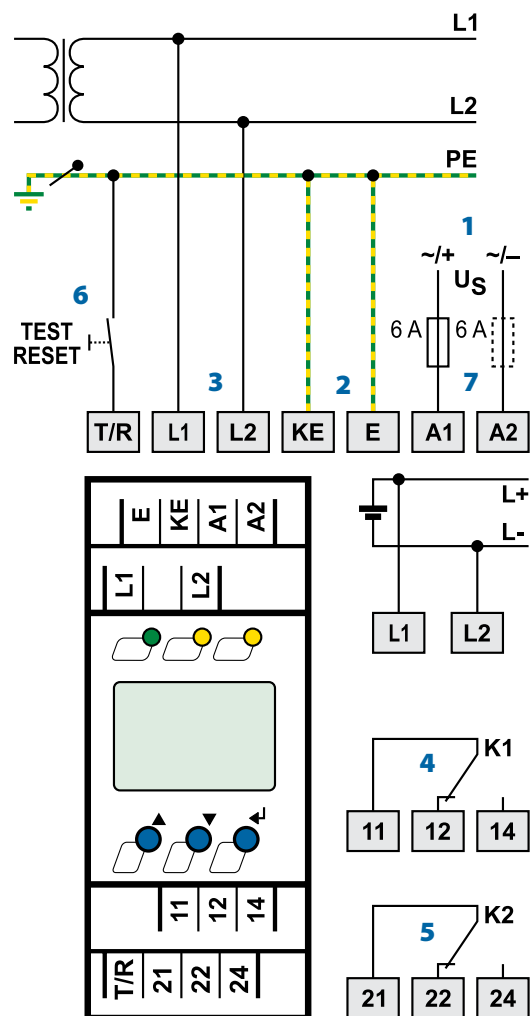 L1
L2
PE
1
~/+ ~/–
US
6
TEST
RESET
6 A 6 A
3 2 7
T/R L1 L2 KE E A1 A2
E KE A1 A2
L+
L-
L1 L2
L1 L2
K1
4
11 12 14
11 12 14
K2
5
T/R 21 22 24
21 22 24